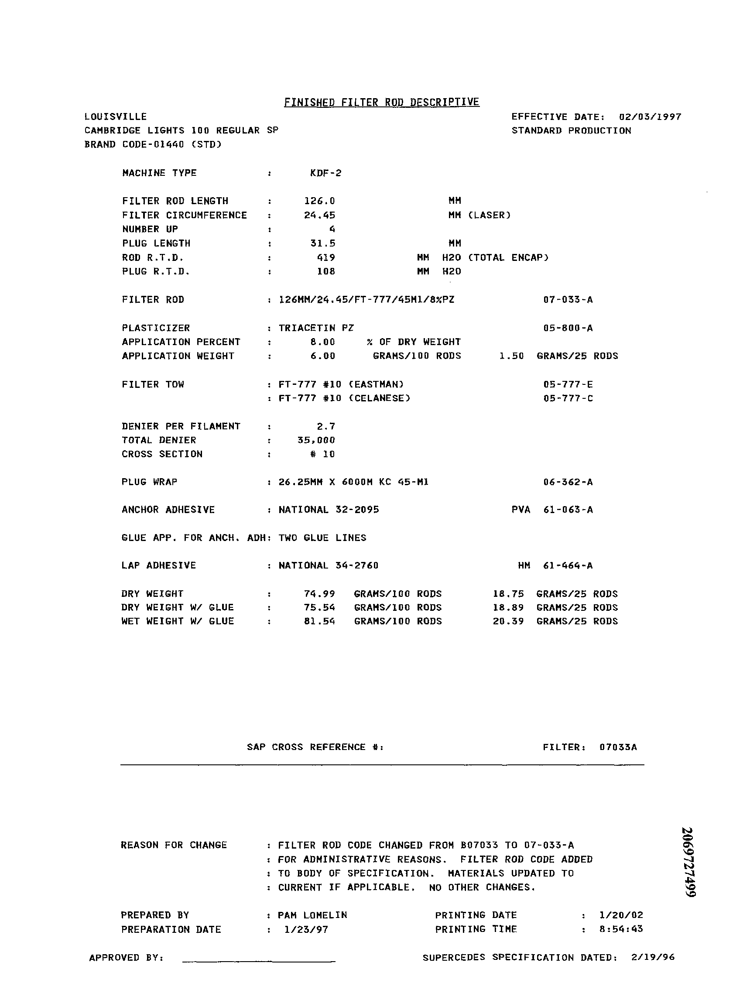 FINISHED FILTER ROD DESCRIPTIVE
LOUISVILLE EFFECTIVE DATE: 02/03/1997
CAMBRIDGE LIGHTS 100 REGULAR SP STANDARD PRODUCTION
BRAND CODE-01440 (STD)
MACHINE TYPE : KDF-2
FILTER ROD LENGTH : 126.0 MM
FILTER CIRCUMFERENCE : 24.45 MM (LASER)
NUMBER UP : 4
PLUG LENGTH : 31.5 MM
ROD R.T.D. : 419 MM H2O (TOTAL ENCAP)
PLUG R.T.D. : 108 MM H2O
FILTER ROD : 126MM/24.45/FT-777/45M1/8%PZ 07-033-A
PLASTICIZER : TRIACETIN PZ 05-800-A
APPLICATION PERCENT : 8.00 % OF DRY WEIGHT
APPLICATION WEIGHT : 6.00 GRAMS/100 RODS 1.50 GRAMS/25 RODS
FILTER TOW : FT-777 #10 (EASTMAN) 05-777-E
: FT-777 #10 (CELANESE) 05-777-C
DENIER PER FILAMENT : 2.7
TOTAL DENIER : 35,000
CROSS SECTION : # 10
PLUG WRAP : 26.25MM X 6000M KC 45-M1 06-362-A
ANCHOR ADHESIVE : NATIONAL 32-2095 PVA 61-063-A
GLUE APP. FOR ANCH. ADH: TWO GLUE LINES
LAP ADHESIVE : NATIONAL 34-2760 HM 61-464-A
DRY WEIGHT : 74.99 GRAMS/100 RODS 18.75 GRAMS/25 RODS
DRY WEIGHT W/ GLUE : 75.54 GRAMS/100 RODS 18.89 GRAMS/25 RODS
WET WEIGHT W/ GLUE : 81.54 GRAMS/100 RODS 20.39 GRAMS/25 RODS
SAP CROSS REFERENCE #: FILTER: 07033A
REASON FOR CHANGE : FILTER ROD CODE CHANGED FROM B07033 TO 07-033-A
: FOR ADMINISTRATIVE REASONS. FILTER ROD CODE ADDED
: TO BODY OF SPECIFICATION. MATERIALS UPDATED TO
: CURRENT IF APPLICABLE. NO OTHER CHANGES.
PREPARED BY : PAM LOMELIN PRINTING DATE : 1/20/02
PREPARATION DATE : 1/23/97 PRINTING TIME : 8:54:43
APPROVED BY: SUPERCEDES SPECIFICATION DATED: 2/19/96
2069727499